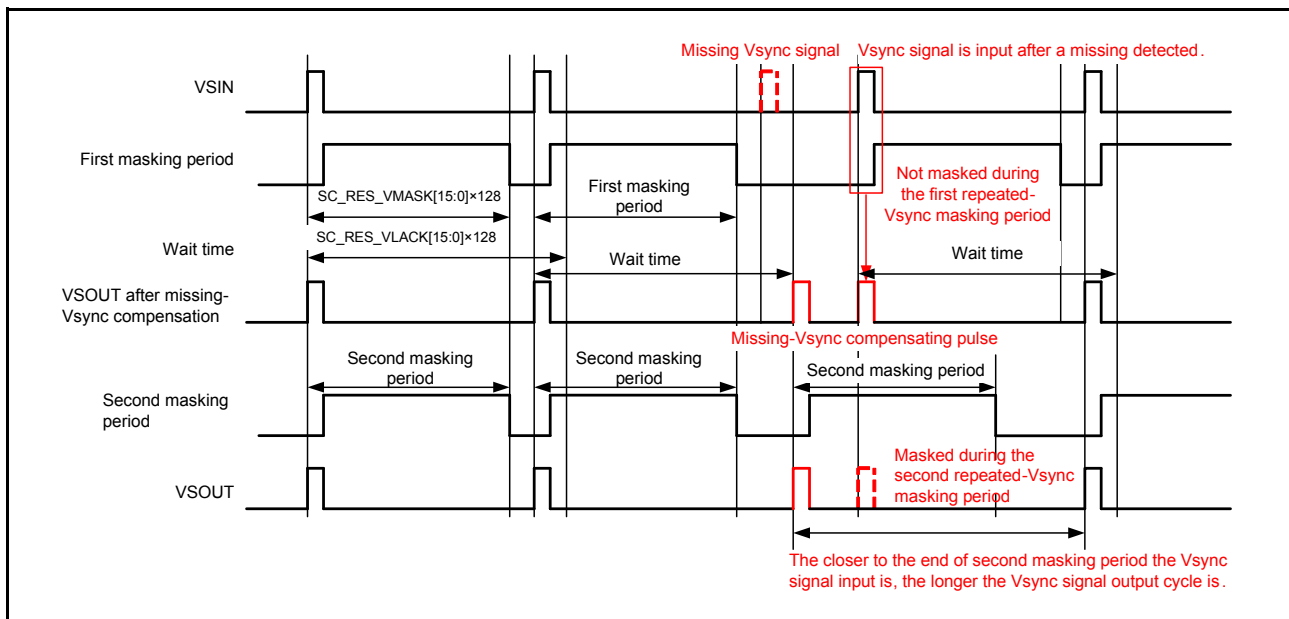 Missing Vsync signal
Vsync signal is input after a missing detected.
VSIN
First masking period
SC_RES_VMASK[15:0]×128
First masking
period
Not masked during
the first repeated-
Vsync masking period
SC_RES_VLACK[15:0]×128
Wait time
Wait time
Wait time
VSOUT after missing-
Vsync compensation
Missing-Vsync compensating pulse
Second masking
period
Second masking
period
Second masking period
Second masking
period
Masked during the
second repeated-Vsync
masking period
VSOUT
The closer to the end of second masking period the Vsync
signal input is, the longer the Vsync signal output cycle is.